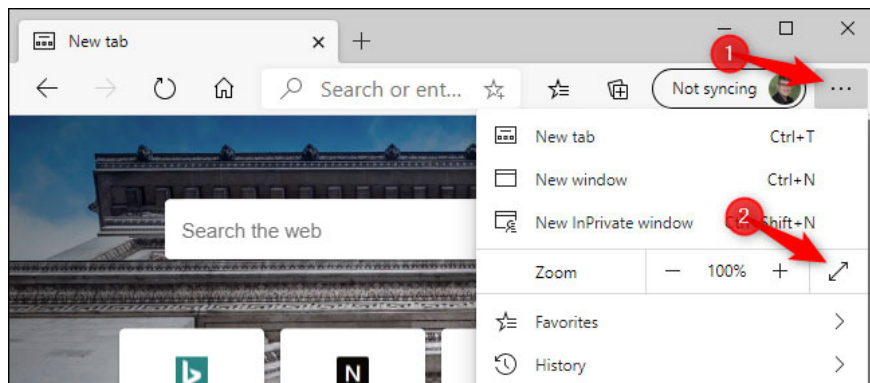 New tab
1
Search or ent...
Not syncing
New tab Ctrl+T
New window Ctrl+N
New InPrivate window Shift+N
2
Search the web
Zoom — 100% +
Favorites
History
b
N